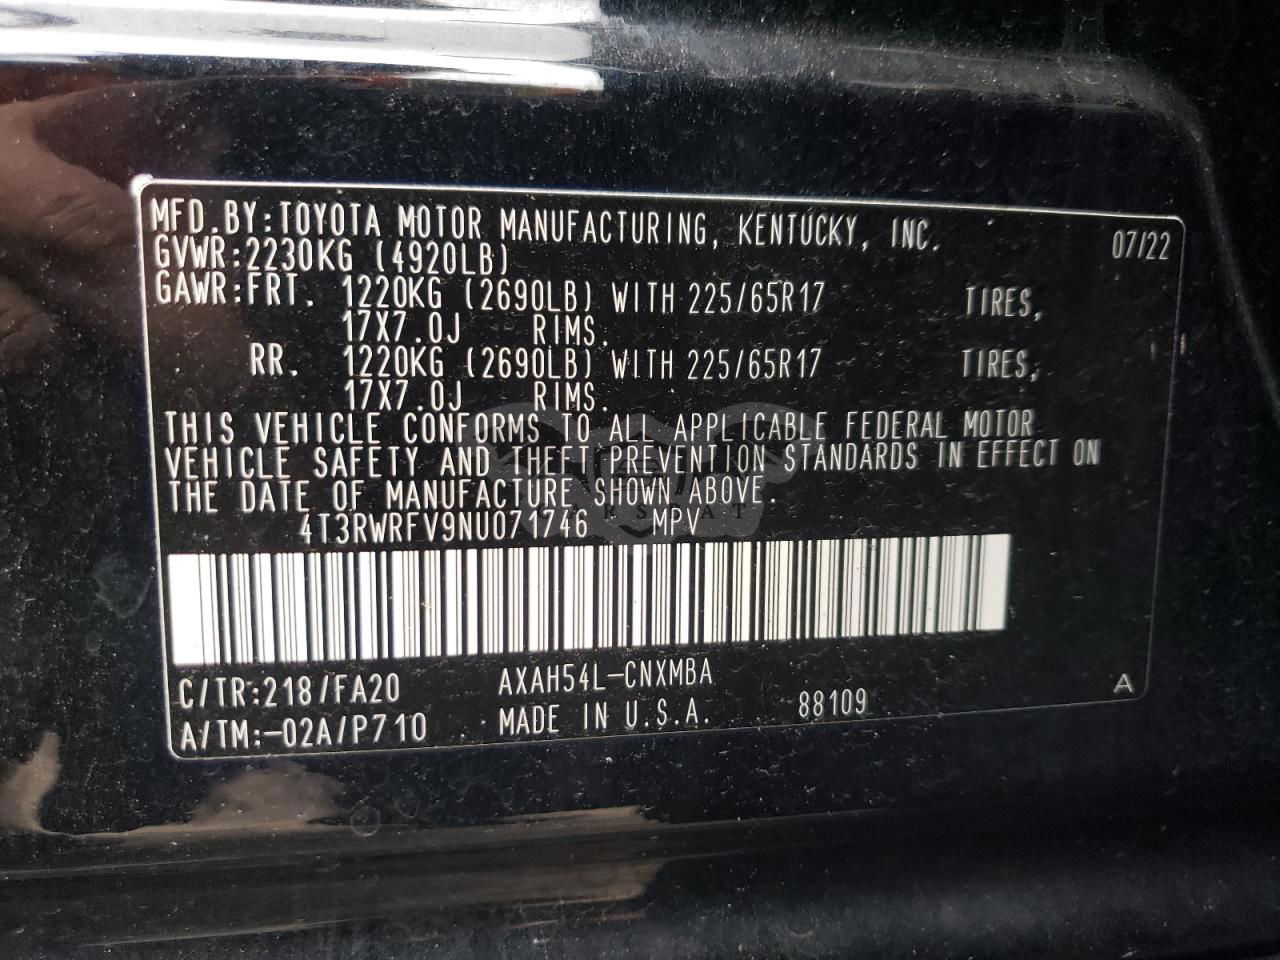 MFD.BY:TOYOTA MOTOR MANUFACTURING, KENTUCKY, INC. 07/22
GVWR:2230KG (4920LB)
GAWR:FRT. 1220KG (2690LB) WITH 225/65R17 TIRES,
17X7.0J RIMS.
RR. 1220KG (2690LB) WITH 225/65R17 TIRES,
17X7.0J RIMS.
THIS VEHICLE CONFORMS TO ALL APPLICABLE FEDERAL MOTOR
VEHICLE SAFETY AND THEFT PREVENTION STANDARDS IN EFFECT ON
THE DATE OF MANUFACTURE SHOWN ABOVE.
4T3RWRFV9NU071746 MPV
C/TR:218/FA20 AXAH54L-CNXMBA A
A/TM:-02A/P710 MADE IN U.S.A. 88109